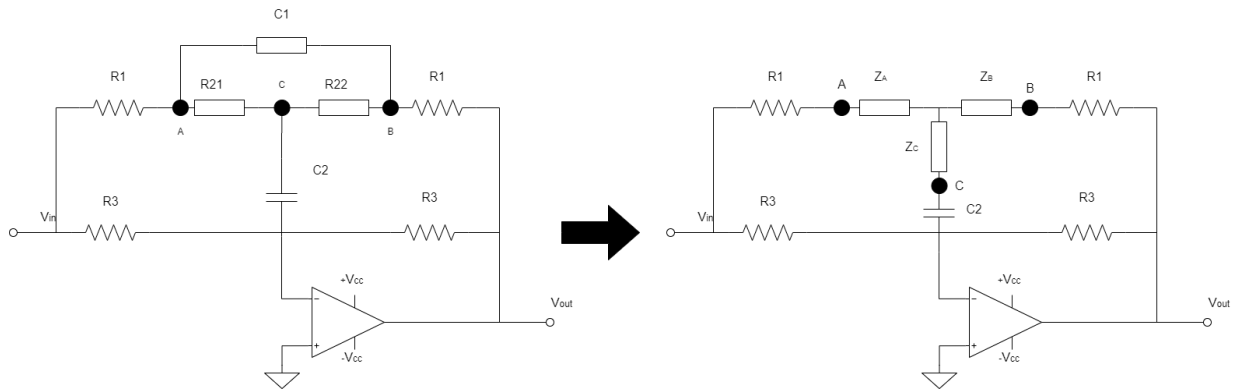 C1
R1
R21
C
R22
R1
A
B
C2
R3
R3
Vin
+Vcc
−
+
-Vcc
Vout
R1
A
ZA
ZB
B
R1
ZC
C
C2
R3
R3
Vin
+Vcc
−
+
-Vcc
Vout